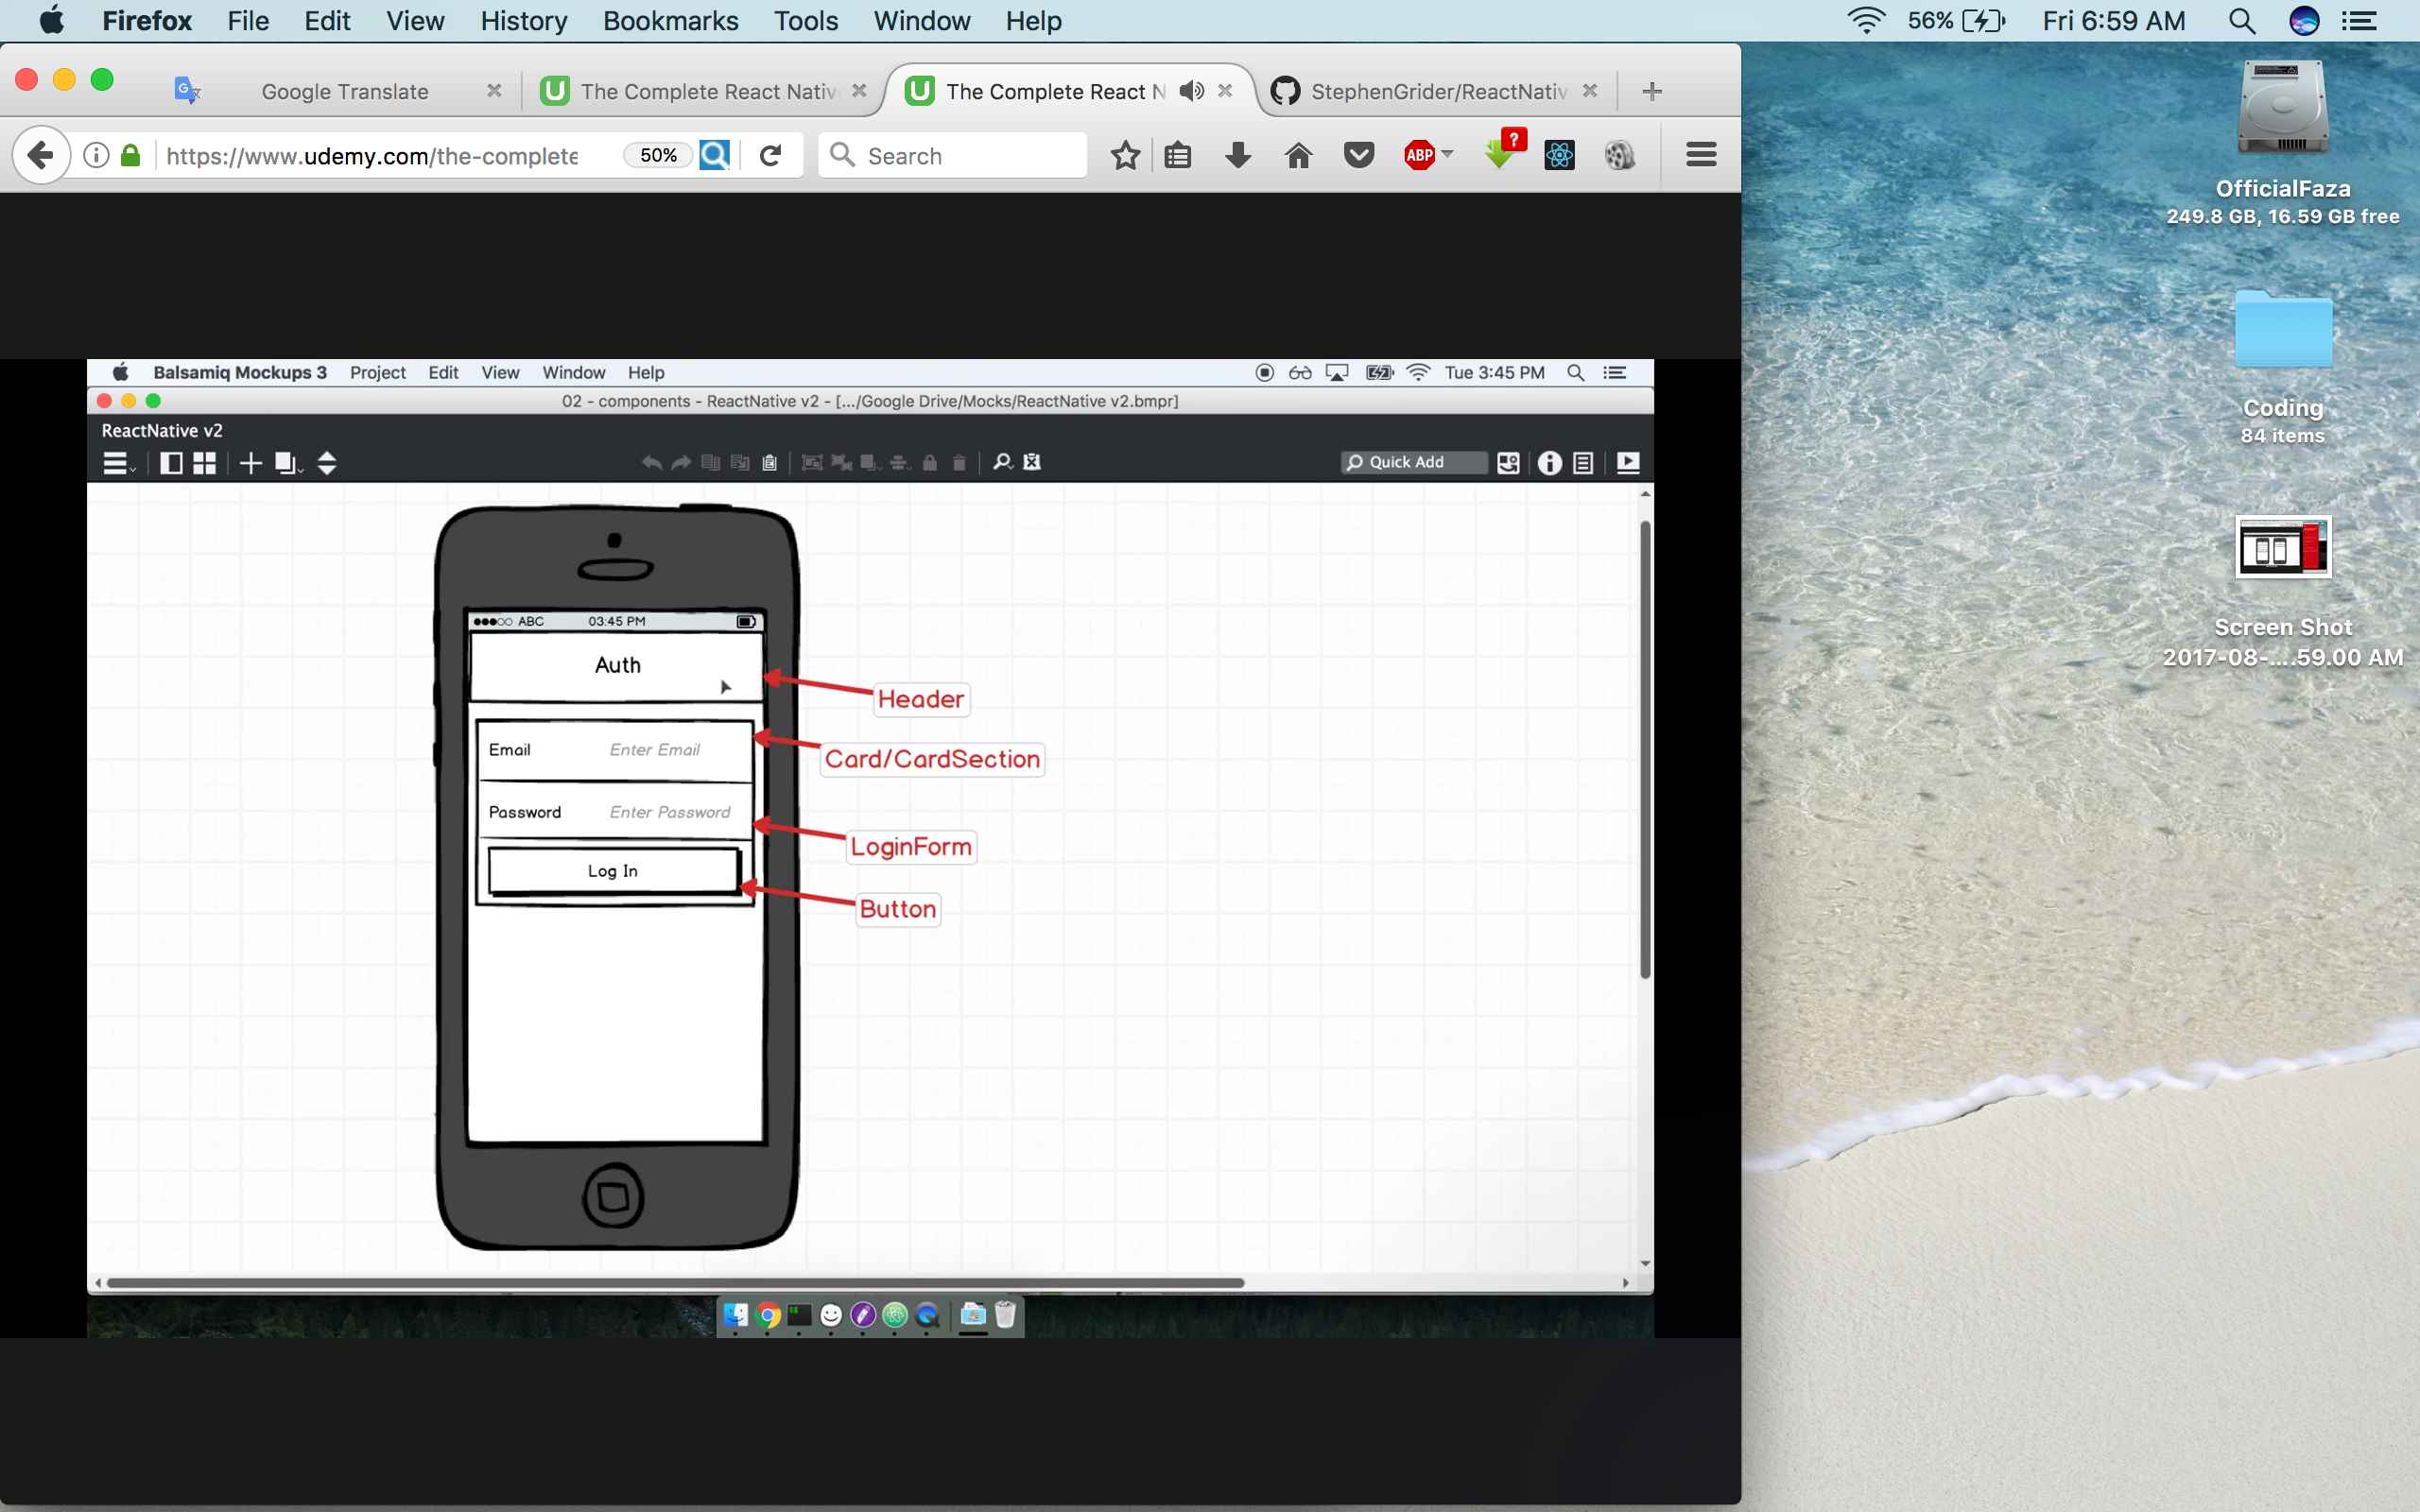 Firefox File Edit View History Bookmarks Tools Window Help 56% Fri 6:59 AM
Google Translate The Complete React Nativ The Complete React N StephenGrider/ReactNativ
https://www.udemy.com/the-complete 50% Search ABP ?
OfficialFaza
249.8 GB, 16.59 GB free
Coding
84 items
Screen Shot
2017-08-....59.00 AM
Balsamiq Mockups 3 Project Edit View Window Help Tue 3:45 PM
02 - components - ReactNative v2 - [.../Google Drive/Mocks/ReactNative v2.bmpr]
ReactNative v2
Quick Add
ABC 03:45 PM
Auth
Header
Email Enter Email
Card/CardSection
Password Enter Password
LoginForm
Log In
Button